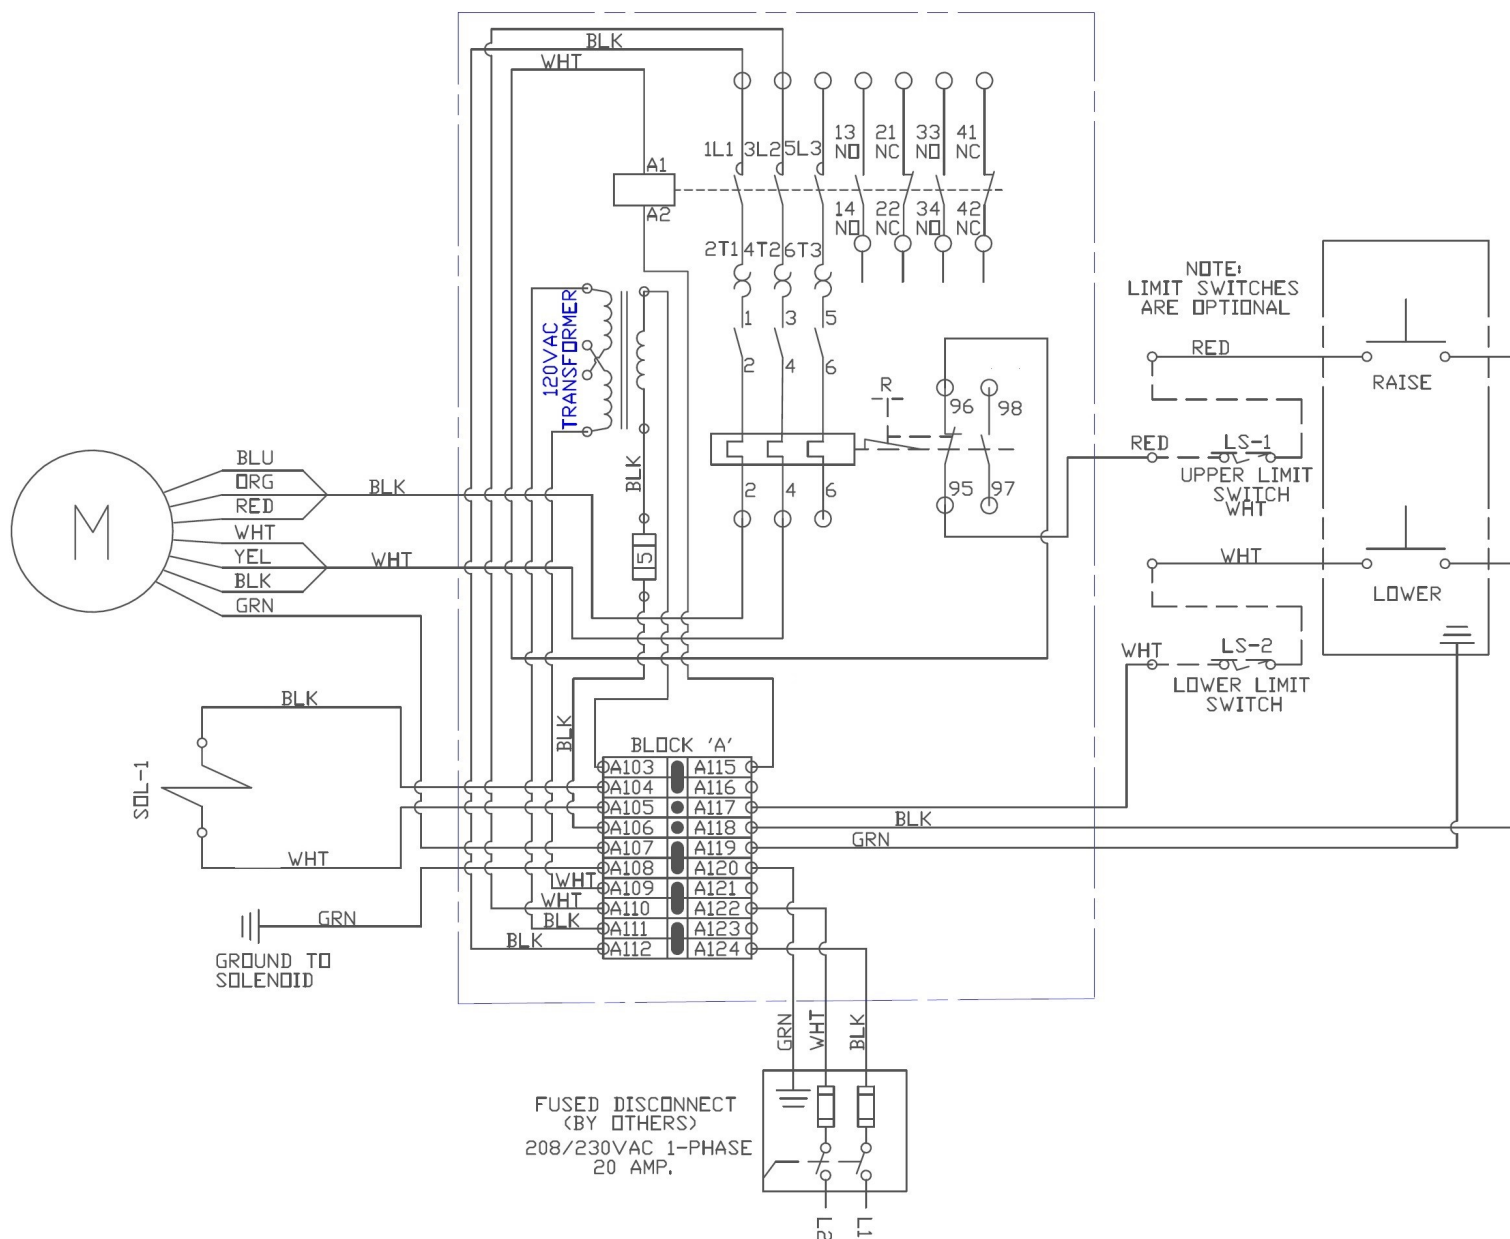 BLK
WHT
A1
A2
1L1 3L2 5L3
13
NO
21
NC
33
NO
41
NC
14
NO
22
NC
34
NO
42
NC
2T1 4T2 6T3
1
3
5
2
4
6
120VAC
TRANSFORMER
BLK
5
R
96
98
95
97
2
4
6
NOTE:
LIMIT SWITCHES
ARE OPTIONAL
RED
RAISE
RED
LS-1
UPPER LIMIT
SWITCH
WHT
WHT
LOWER
WHT
LS-2
LOWER LIMIT
SWITCH
M
BLU
ORG
RED
WHT
YEL
BLK
GRN
BLK
WHT
BLK
SOL-1
WHT
GRN
GROUND TO
SOLENOID
BLK
BLOCK 'A'
A103 A115
A104 A116
A105 A117
A106 A118
A107 A119
A108 A120
A109 A121
A110 A122
A111 A123
A112 A124
WHT
WHT
BLK
BLK
BLK
GRN
GRN
WHT
BLK
FUSED DISCONNECT
(BY OTHERS)
208/230VAC 1-PHASE
20 AMP.
L2
L1